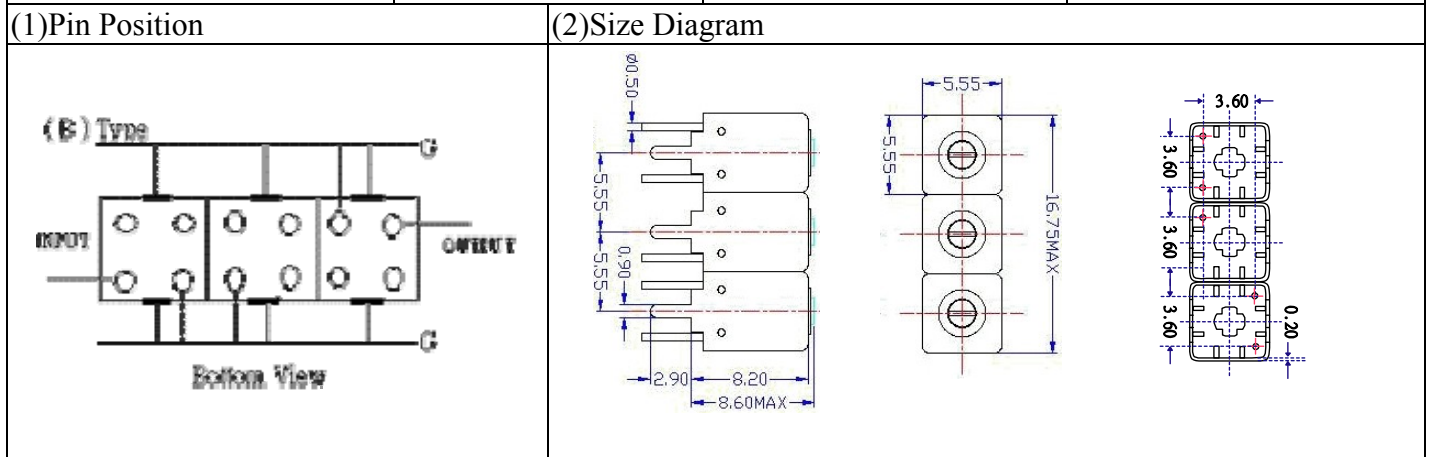 (1)Pin Position
(2)Size Diagram
(B) Type
G
INPUT
OUTPUT
G
Bottom View
Ø0.50
5.55
5.55
0.90
2.90
8.20
8.60MAX
5.55
5.55
16.75MAX
3.60
3.60
3.60
3.60
0.20